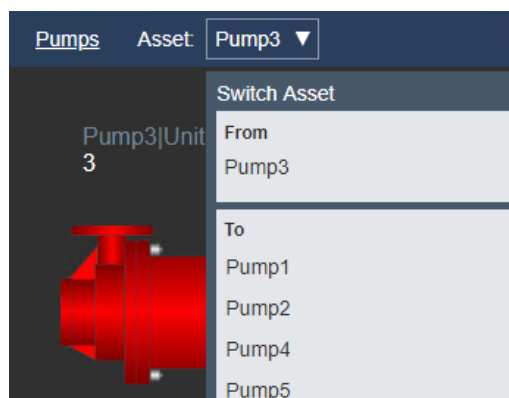 Pumps Asset: Pump3 ▼
Switch Asset
Pump3|Unit
3
From
Pump3
To
Pump1
Pump2
Pump4
Pump5